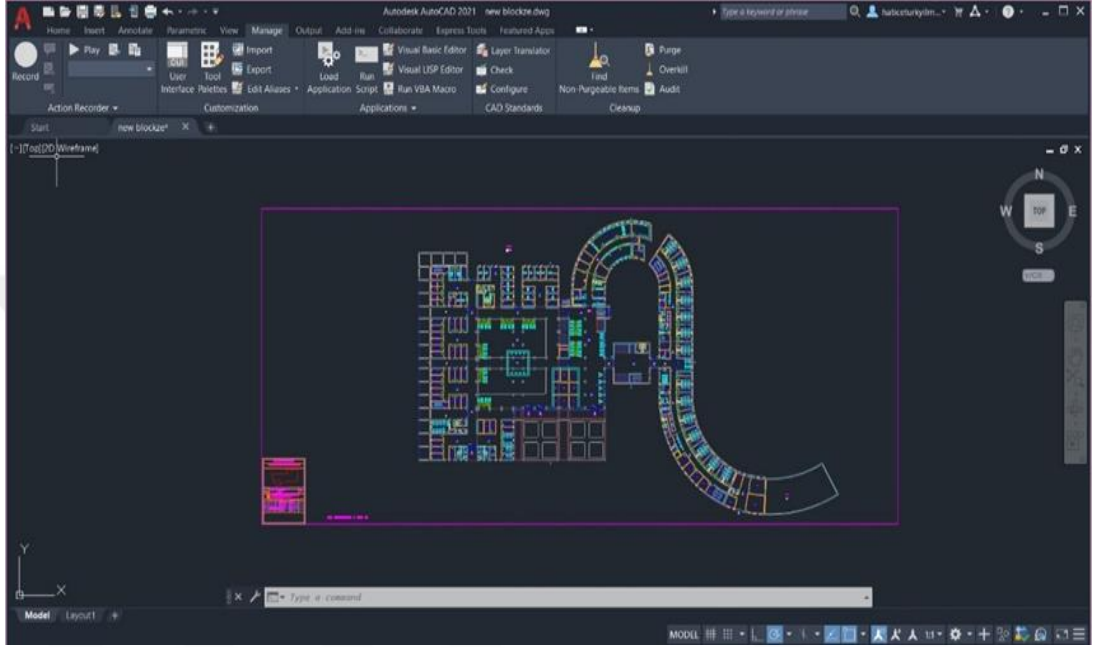 Autodesk AutoCAD 2021 new blockze.dwg
Type a keyword or phrase
haticeturkyilm...
Home Insert Annotate Parametric View Manage Output Add-ins Collaborate Express Tools Featured Apps
Play Import Visual Basic Editor Layer Translator Purge
Export Visual LISP Editor Check Overkill
Record User Tool Load Run Find
Interface Palettes Edit Aliases Application Script Run VBA Macro Configure Non-Purgeable Items Audit
CUI
Action Recorder Customization Applications CAD Standards Cleanup
Start new blockze* X +
[-][Top][2D Wireframe]
N
W TOP E
S
Y
X
Type a command
Model Layout1 +
MODEL 1:1